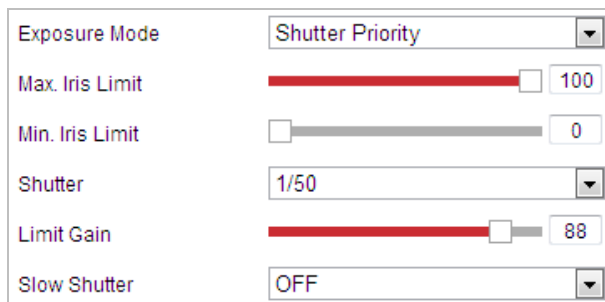 Exposure Mode Shutter Priority
Max. Iris Limit 100
Min. Iris Limit 0
Shutter 1/50
Limit Gain 88
Slow Shutter OFF